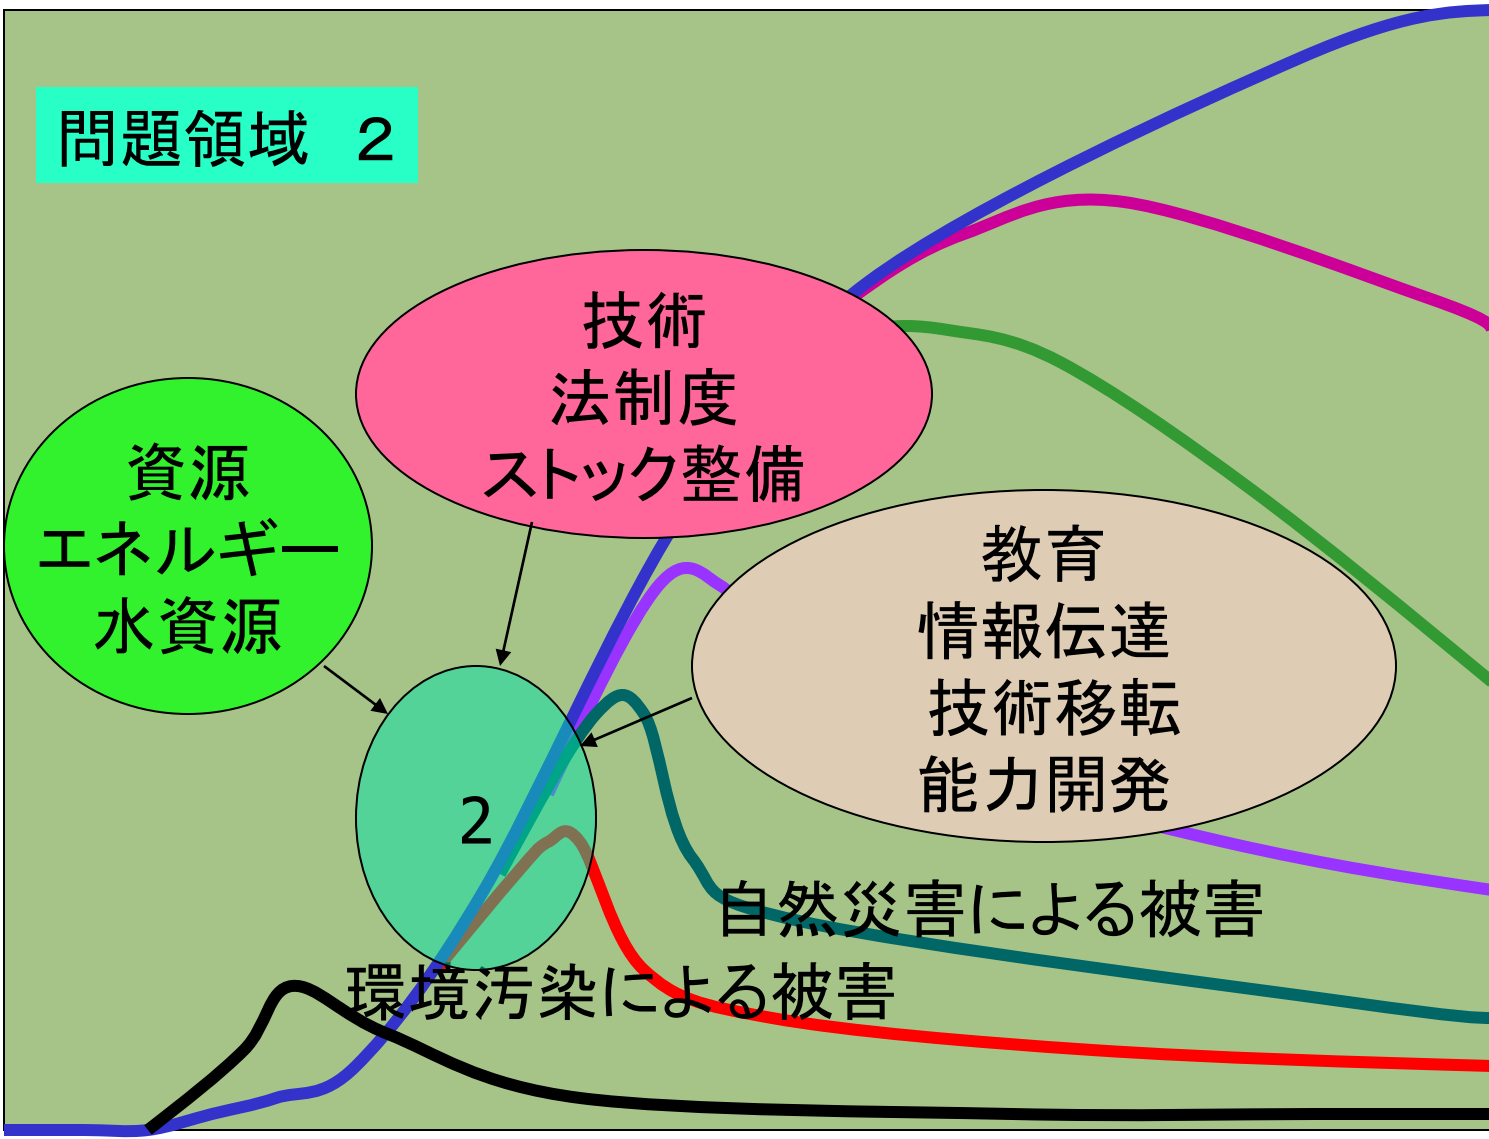 問題領域　２
技術
法制度
ストック整備
資源
エネルギー
水資源
教育
情報伝達
技術移転
能力開発
2
自然災害による被害
環境汚染による被害